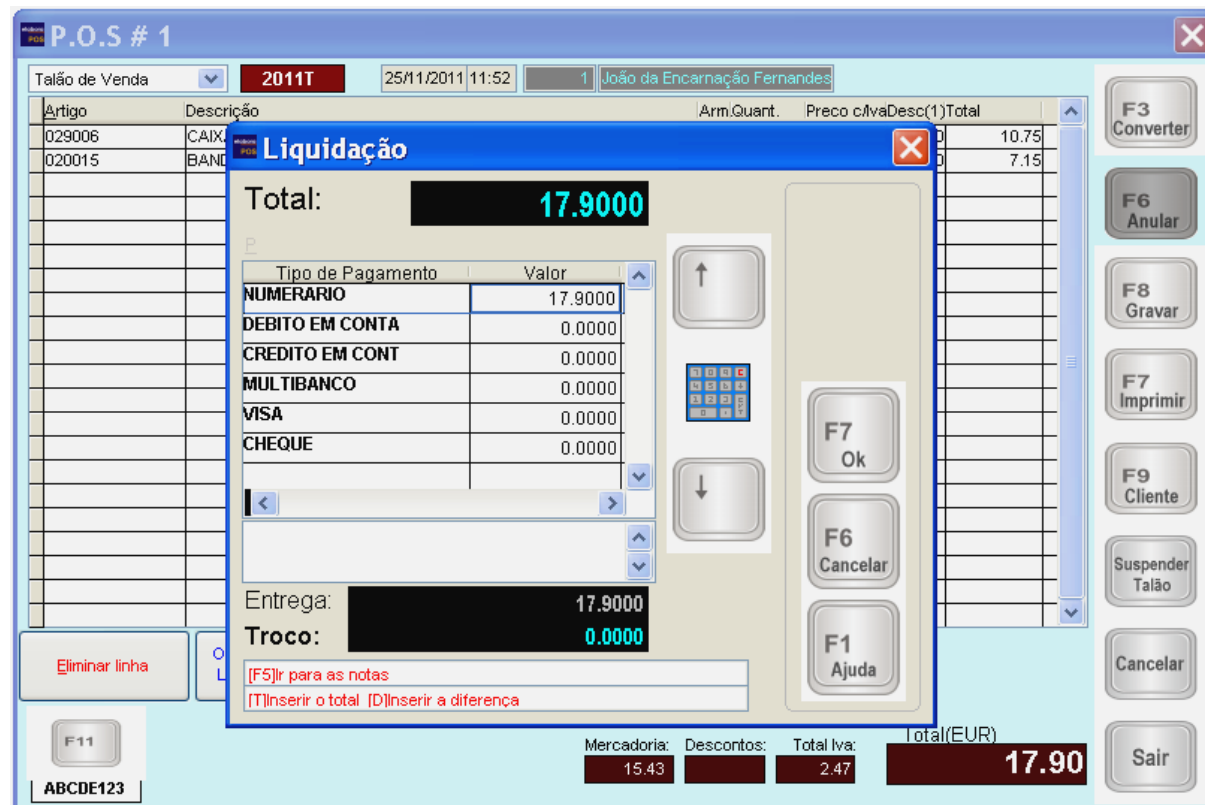 P.O.S # 1
Talão de Venda 2011T 25/11/2011 11:52 1 João da Encarnação Fernandes
Artigo Descrição Arm. Quant. Preco c/Iva Desc(1) Total
029006 10.75
020015 7.15
Liquidação
Total: 17.9000
P
Tipo de Pagamento Valor
NUMERARIO 17.9000
DEBITO EM CONTA 0.0000
CREDITO EM CONT 0.0000
MULTIBANCO 0.0000
VISA 0.0000
CHEQUE 0.0000
Entrega: 17.9000
Troco: 0.0000
[F5]Ir para as notas
[T]Inserir o total [D]Inserir a diferença
F7
Ok
F6
Cancelar
F1
Ajuda
F3
Converter
F6
Anular
F8
Gravar
F7
Imprimir
F9
Cliente
Suspender
Talão
Cancelar
Sair
Eliminar linha
F11
ABCDE123
Mercadoria: Descontos: Total Iva: Total(EUR)
15.43 2.47 17.90